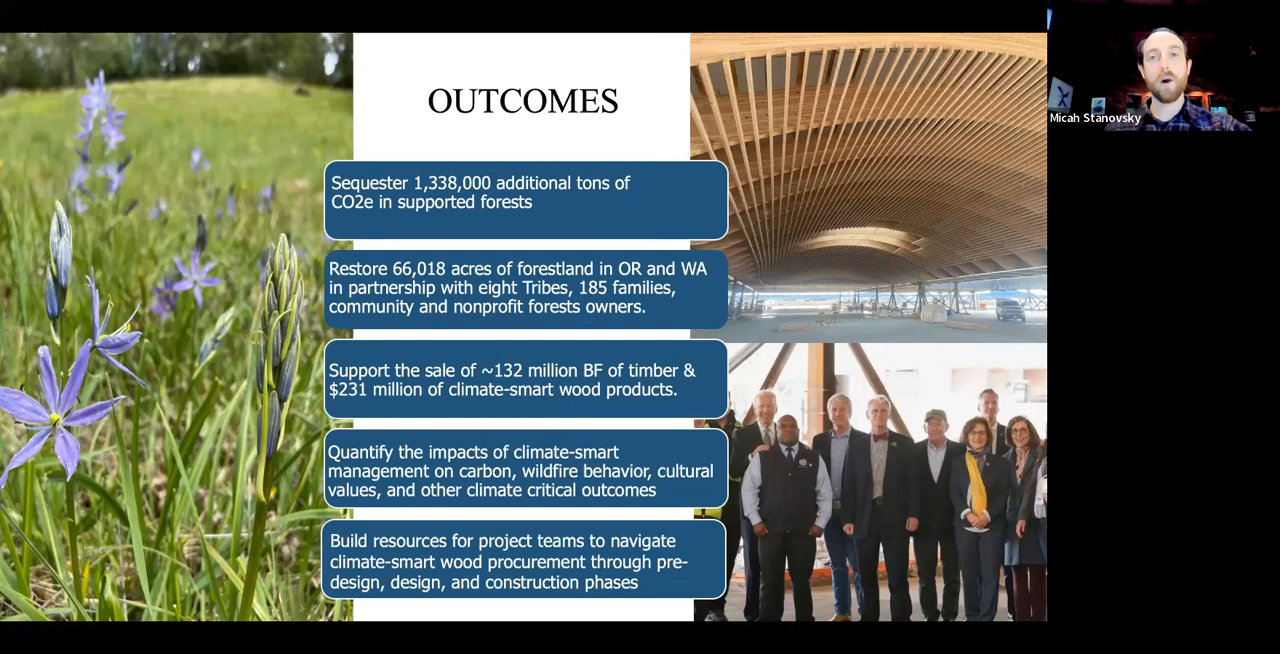 OUTCOMES
Sequester 1,338,000 additional tons of
CO2e in supported forests
Restore 66,018 acres of forestland in OR and WA
in partnership with eight Tribes, 185 families,
community and nonprofit forests owners.
Support the sale of ~132 million BF of timber &
$231 million of climate-smart wood products.
Quantify the impacts of climate-smart
management on carbon, wildfire behavior, cultural
values, and other climate critical outcomes
Build resources for project teams to navigate
climate-smart wood procurement through pre-
design, design, and construction phases
Micah Stanovsky